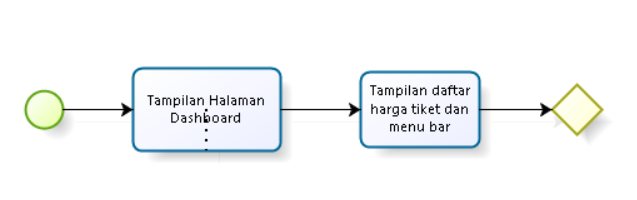 Tampilan Halaman
Dashboard
Tampilan daftar
harga tiket dan
menu bar